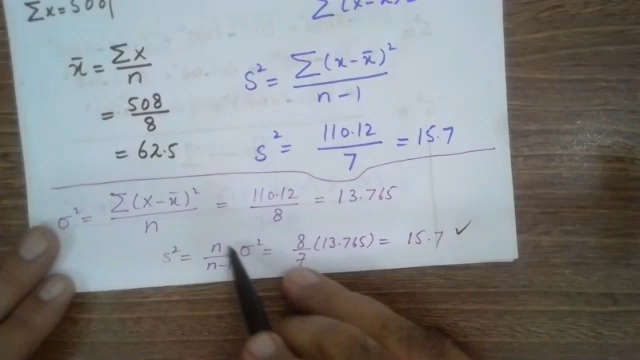 Σx = 508
x̄ = Σx/n
= 508/8
= 62.5
S² = Σ(x-x̄)²/n-1
S² = 110.12/7 = 15.7
σ² = Σ(x-x̄)²/n = 110.12/8 = 13.765
s² = n/n-1 σ² = 8/7 (13.765) = 15.7 ✓